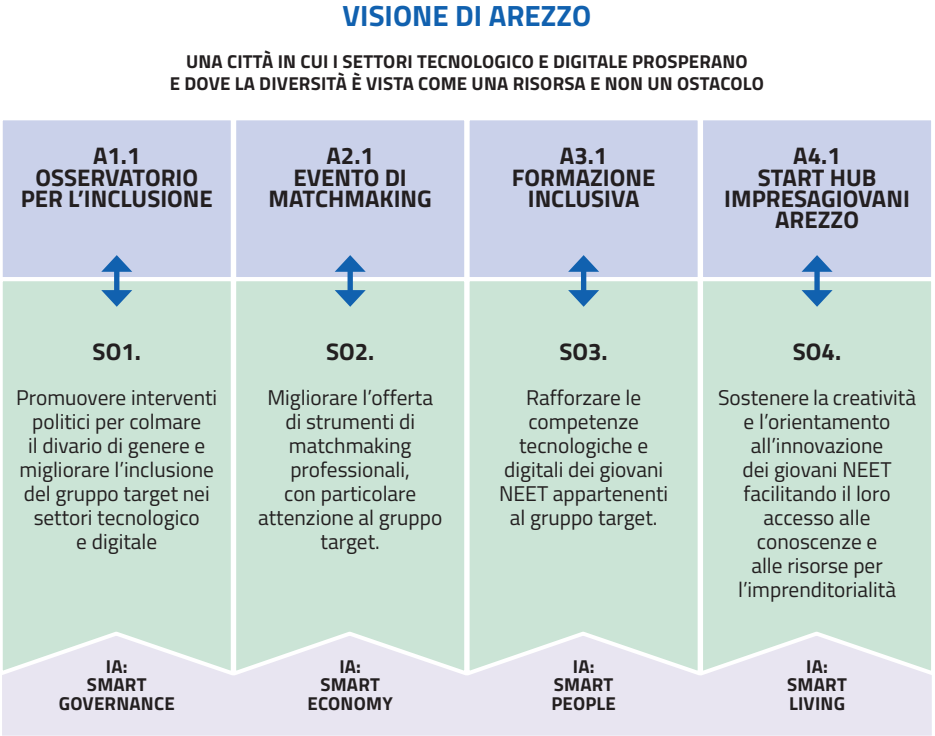 VISIONE DI AREZZO
UNA CITTÀ IN CUI I SETTORI TECNOLOGICO E DIGITALE PROSPERANO
E DOVE LA DIVERSITÀ È VISTA COME UNA RISORSA E NON UN OSTACOLO
A1.1
OSSERVATORIO
PER L'INCLUSIONE
A2.1
EVENTO DI
MATCHMAKING
A3.1
FORMAZIONE
INCLUSIVA
A4.1
START HUB
IMPRESAGIOVANI
AREZZO
SO1.
Promuovere interventi
politici per colmare
il divario di genere e
migliorare l'inclusione
del gruppo target nei
settori tecnologico
e digitale
SO2.
Migliorare l'offerta
di strumenti di
matchmaking
professionali,
con particolare
attenzione al gruppo
target.
SO3.
Rafforzare le
competenze
tecnologiche e
digitali dei giovani
NEET appartenenti
al gruppo target.
SO4.
Sostenere la creatività
e l'orientamento
all'innovazione
dei giovani NEET
facilitando il loro
accesso alle
conoscenze e
alle risorse per
l'imprenditorialità
IA:
SMART
GOVERNANCE
IA:
SMART
ECONOMY
IA:
SMART
PEOPLE
IA:
SMART
LIVING